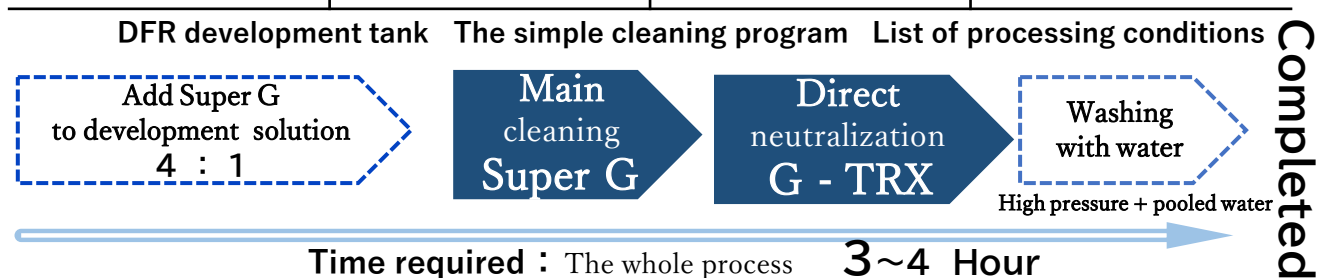 DFR development tank The simple cleaning program List of processing conditions
Add Super G
to development solution
4 : 1
Main
cleaning
Super G
Direct
neutralization
G - TRX
Washing
with water
High pressure + pooled water
Completed
Time required : The whole process 3~4 Hour